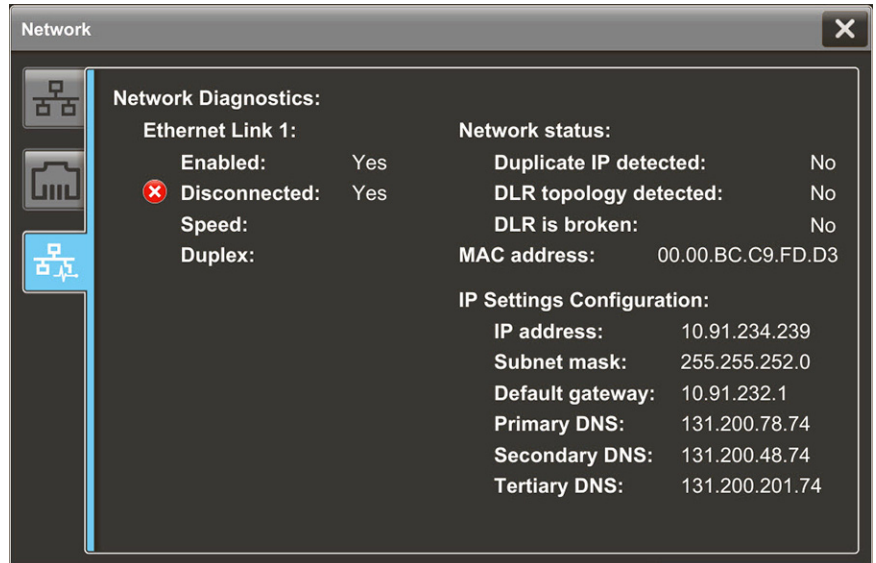 Network
Network Diagnostics:
Ethernet Link 1:
Enabled: Yes
Disconnected: Yes
Speed:
Duplex:
Network status:
Duplicate IP detected: No
DLR topology detected: No
DLR is broken: No
MAC address: 00.00.BC.C9.FD.D3
IP Settings Configuration:
IP address: 10.91.234.239
Subnet mask: 255.255.252.0
Default gateway: 10.91.232.1
Primary DNS: 131.200.78.74
Secondary DNS: 131.200.48.74
Tertiary DNS: 131.200.201.74